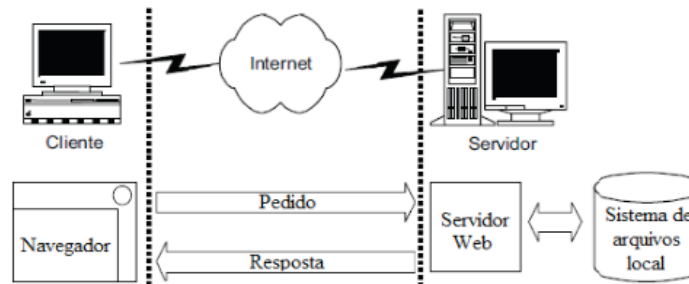 Internet
Cliente
Servidor
Navegador
Pedido
Resposta
Servidor
Web
Sistema de
arquivos
local